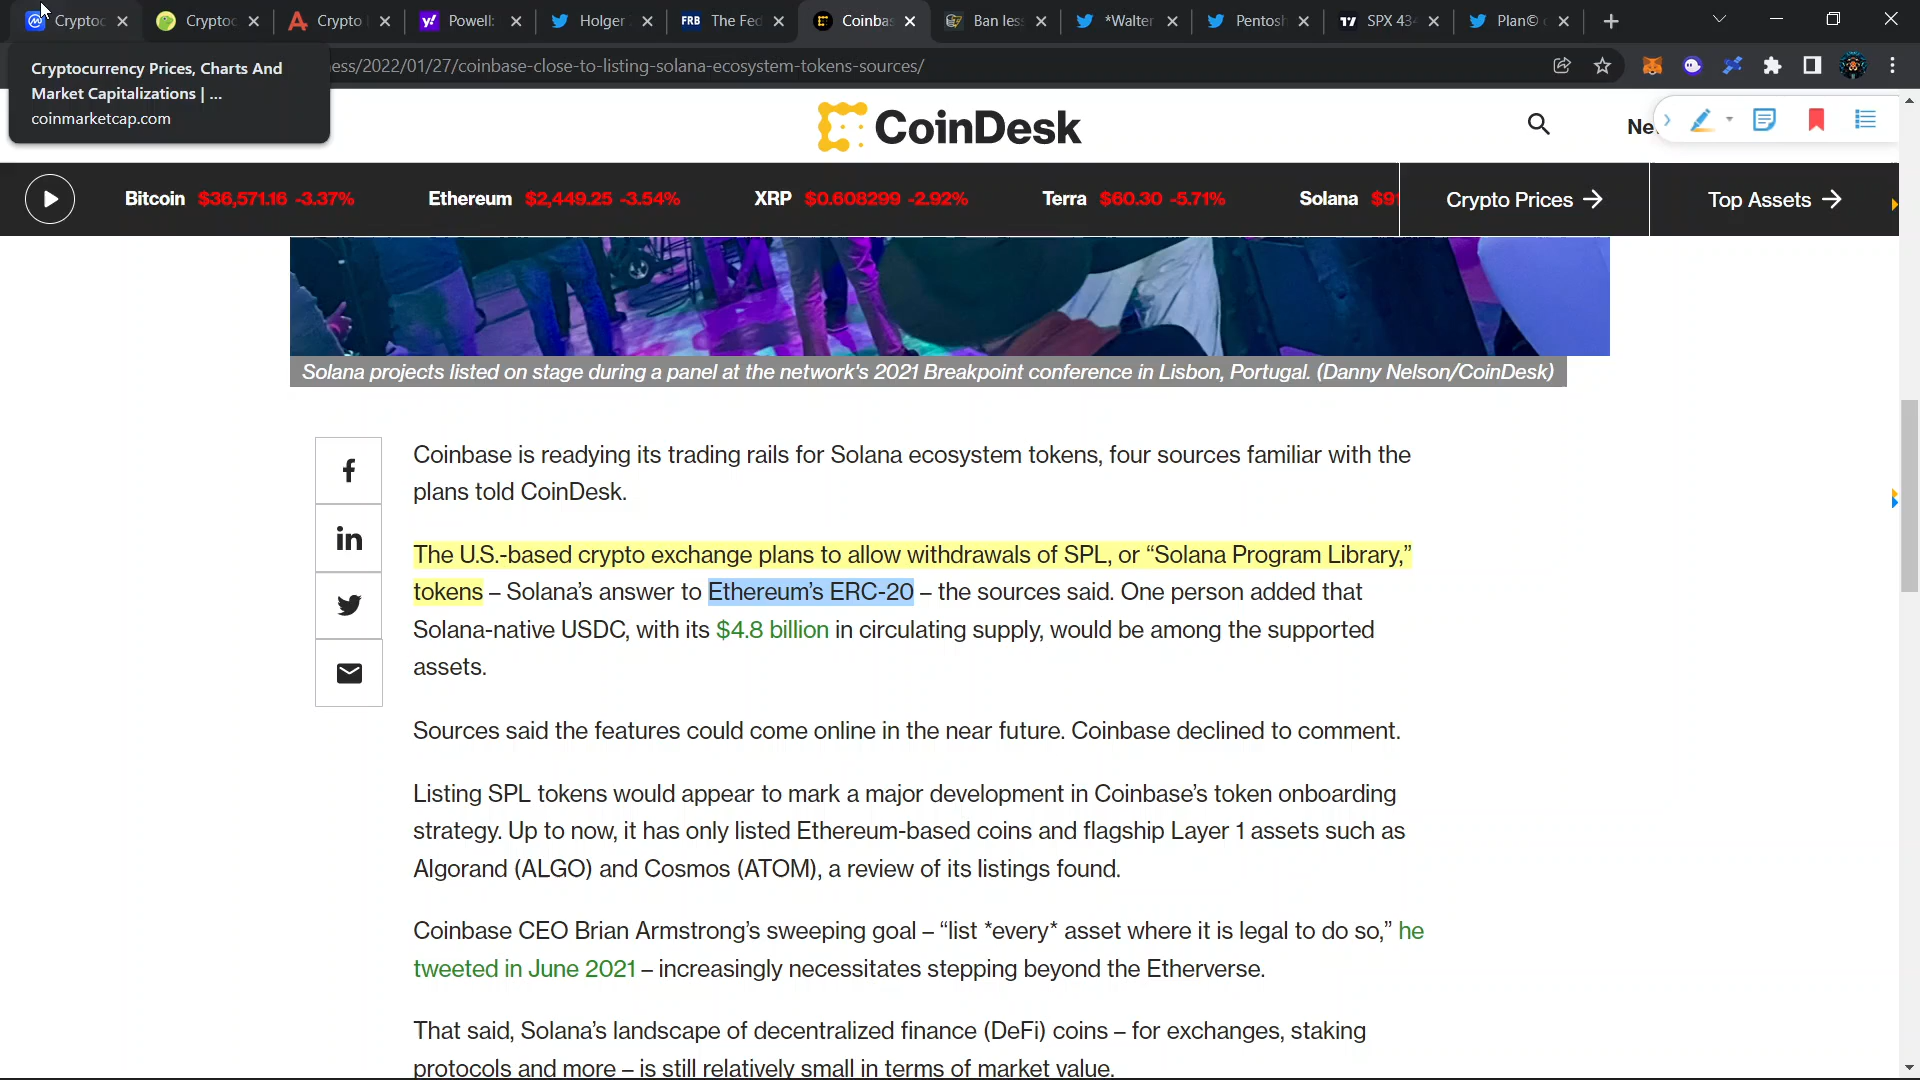 Cryptoc
Cryptoc
Crypto
Powell:
Holger
FRB The Fed
Coinbas
Ban less
*Walter
Pentosh
SPX 43
Plan©
Cryptocurrency Prices, Charts And
Market Capitalizations | ...
coinmarketcap.com
ess/2022/01/27/coinbase-close-to-listing-solana-ecosystem-tokens-sources/
CoinDesk
Bitcoin $36,571.16 -3.37%
Ethereum $2,449.25 -3.54%
XRP $0.608299 -2.92%
Terra $60.30 -5.71%
Solana
Crypto Prices →
Top Assets →
Solana projects listed on stage during a panel at the network's 2021 Breakpoint conference in Lisbon, Portugal. (Danny Nelson/CoinDesk)
Coinbase is readying its trading rails for Solana ecosystem tokens, four sources familiar with the
plans told CoinDesk.
The U.S.-based crypto exchange plans to allow withdrawals of SPL, or “Solana Program Library,”
tokens – Solana’s answer to Ethereum’s ERC-20 – the sources said. One person added that
Solana-native USDC, with its $4.8 billion in circulating supply, would be among the supported
assets.
Sources said the features could come online in the near future. Coinbase declined to comment.
Listing SPL tokens would appear to mark a major development in Coinbase’s token onboarding
strategy. Up to now, it has only listed Ethereum-based coins and flagship Layer 1 assets such as
Algorand (ALGO) and Cosmos (ATOM), a review of its listings found.
Coinbase CEO Brian Armstrong’s sweeping goal – “list *every* asset where it is legal to do so,” he
tweeted in June 2021 – increasingly necessitates stepping beyond the Etherverse.
That said, Solana’s landscape of decentralized finance (DeFi) coins – for exchanges, staking
protocols and more – is still relatively small in terms of market value.